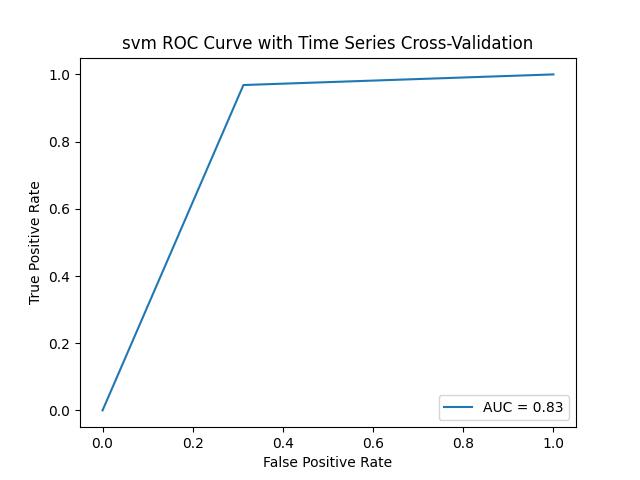 svm ROC Curve with Time Series Cross-Validation
1.0
0.8
0.6
0.4
0.2
0.0
True Positive Rate
AUC = 0.83
0.0 0.2 0.4 0.6 0.8 1.0
False Positive Rate